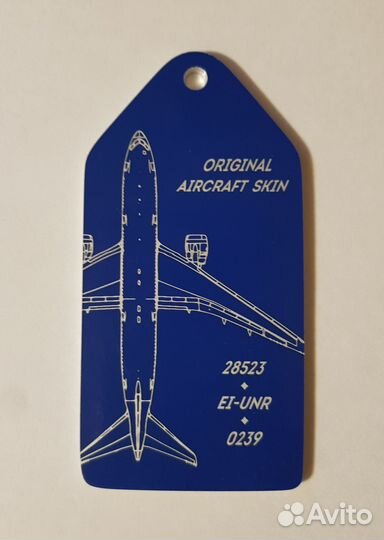 ORIGINAL
AIRCRAFT SKIN
28523
EI-UNR
0239
Avito